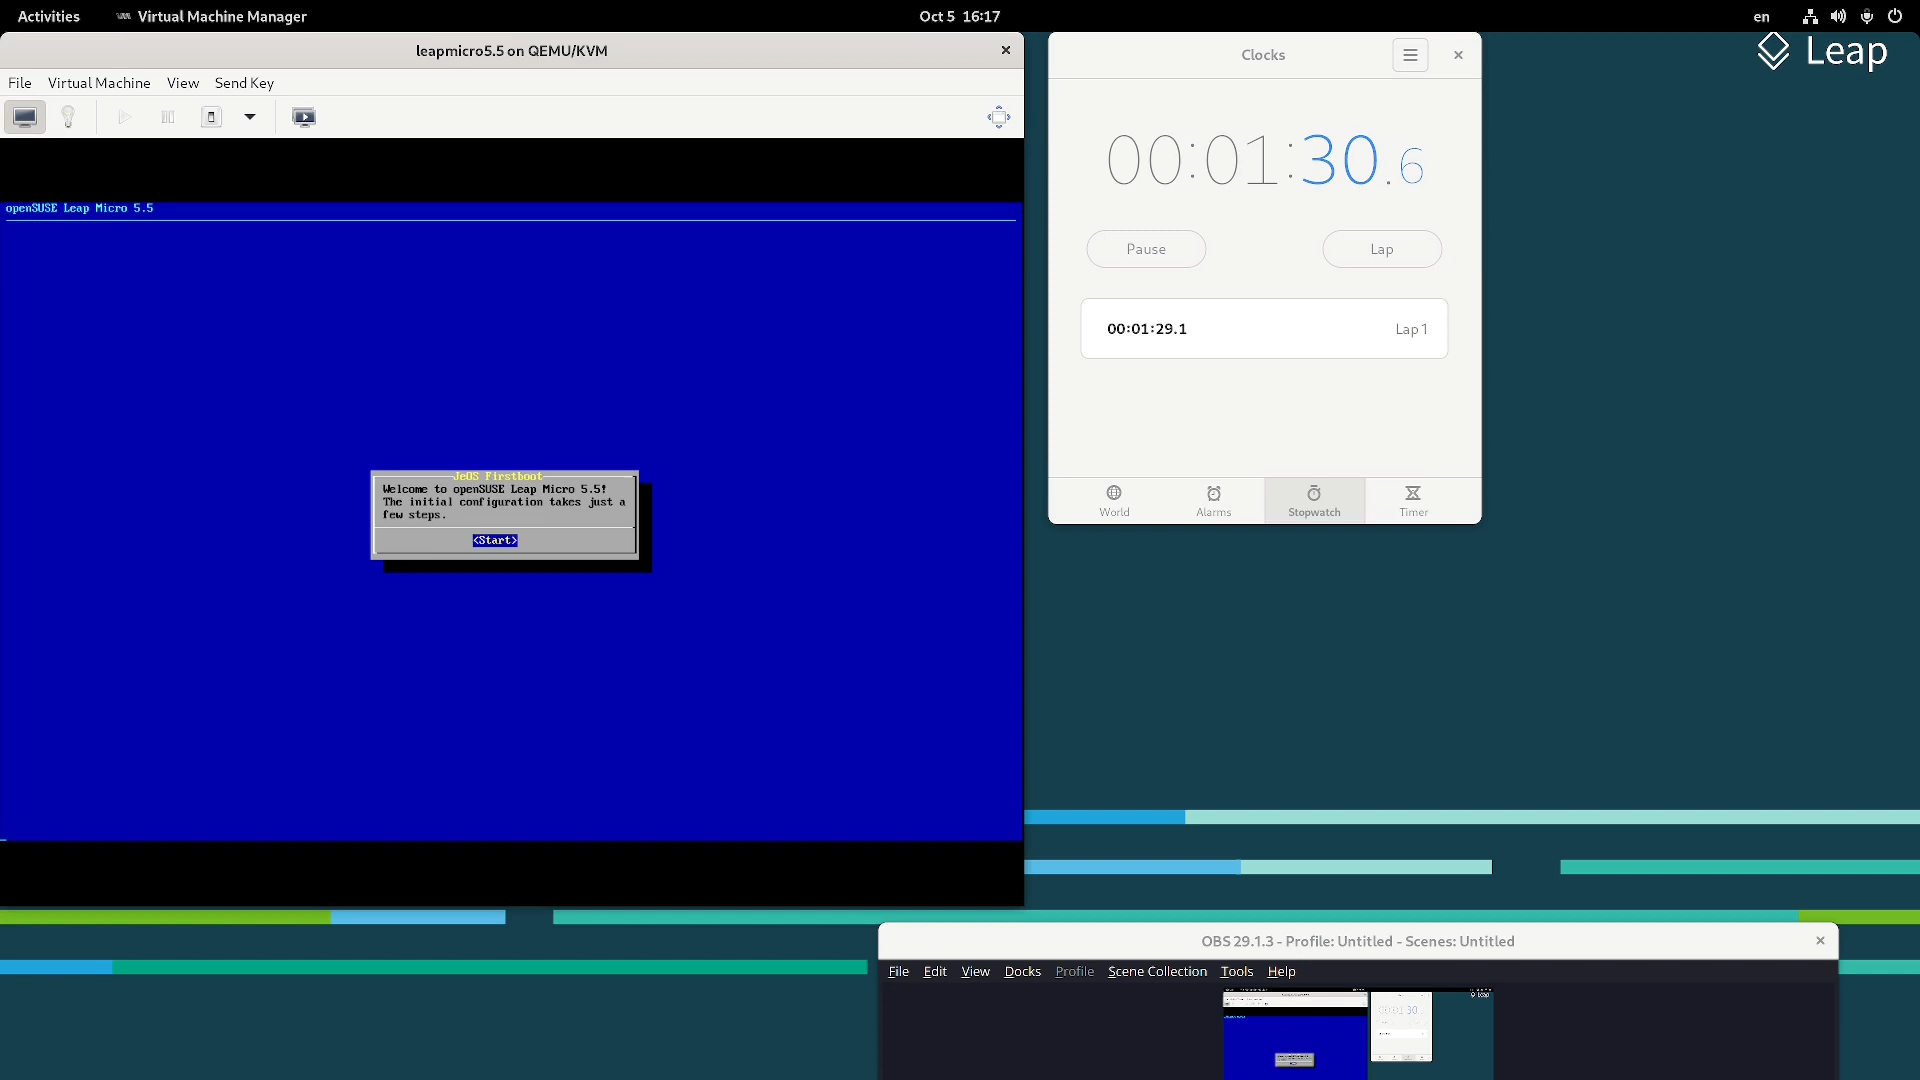 Activities
Virtual Machine Manager
Oct 5 16:17
en
leapmicro5.5 on QEMU/KVM
File Virtual Machine View Send Key
openSUSE Leap Micro 5.5
JeOS Firstboot
Welcome to openSUSE Leap Micro 5.5!
The initial configuration takes just a
few steps.
<Start>
Clocks
00:01:30.6
Pause Lap
00:01:29.1 Lap 1
World Alarms Stopwatch Timer
Leap
OBS 29.1.3 - Profile: Untitled - Scenes: Untitled
File Edit View Docks Profile Scene Collection Tools Help